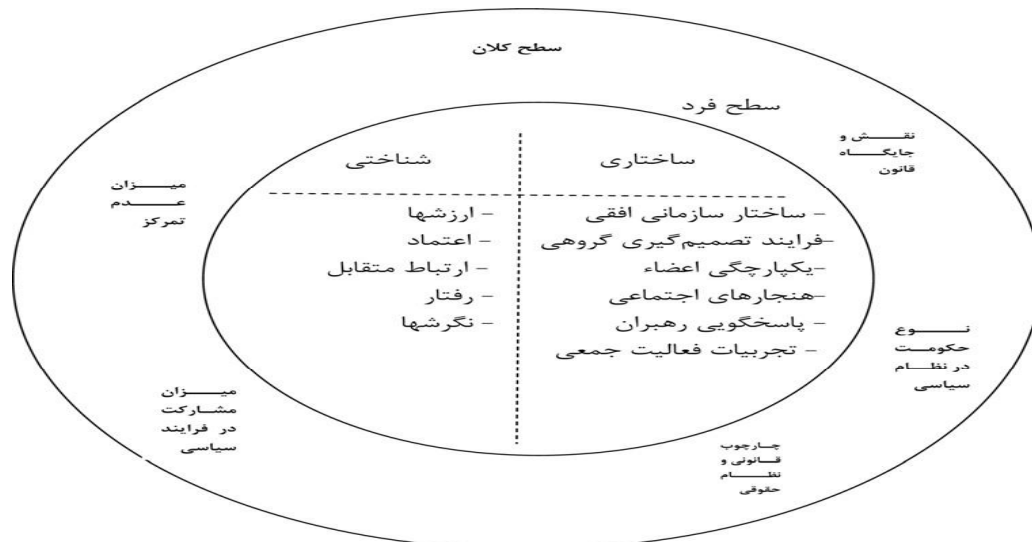 سطح کلان
سطح فرد
نقش و
جایگاه
قانون
ساختاری
شناختی
میزان
عدم
تمرکز
- ساختار سازمانی افقی
-فرایند تصمیم‌گیری گروهی
-یکپارچگی اعضاء
-هنجارهای اجتماعی
- پاسخگویی رهبران
- تجربیات فعالیت جمعی
- ارزشها
- اعتماد
- ارتباط متقابل
- رفتار
- نگرشها
نوع
حکومت
در نظام
سیاسی
میزان
مشارکت
در فرایند
سیاسی
چارچوب
قانونی و
نظام
حقوقی